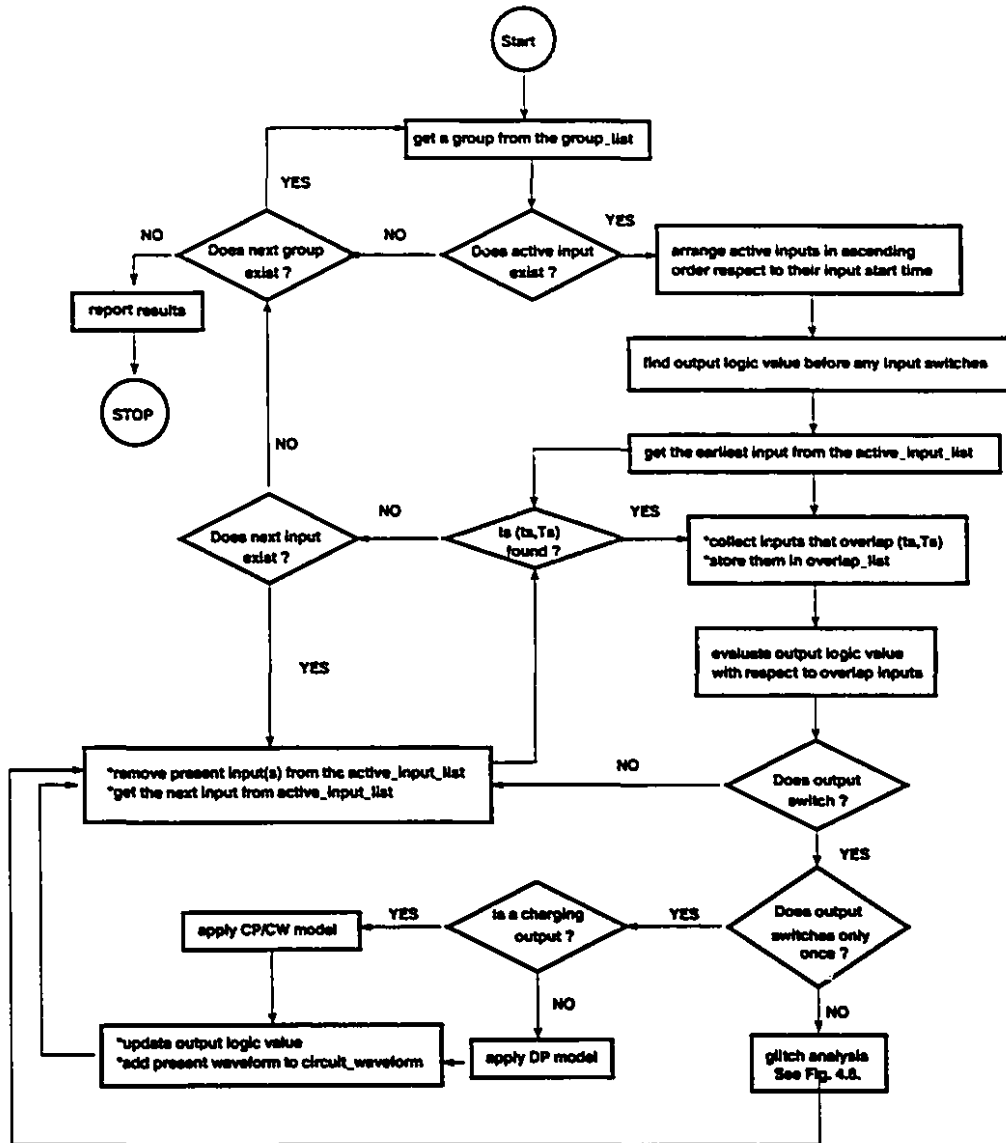 Start
get a group from the group_list
YES
NO
Does next group
exist ?
NO
Does active input
exist ?
YES
arrange active inputs in ascending
order respect to their input start time
report results
STOP
find output logic value before any input switches
get the earliest input from the active_input_list
NO
Does next input
exist ?
NO
Is (ts,Ts)
found ?
YES
*collect inputs that overlap (ts,Ts)
*store them in overlap_list
evaluate output logic value
with respect to overlap inputs
YES
*remove present input(s) from the active_input_list
*get the next input from active_input_list
NO
Does output
switch ?
YES
apply CP/CW model
YES
Is a charging
output ?
YES
Does output
switches only
once ?
NO
NO
*update output logic value
*add present waveform to circuit_waveform
apply DP model
glitch analysis
See Fig. 4.6.